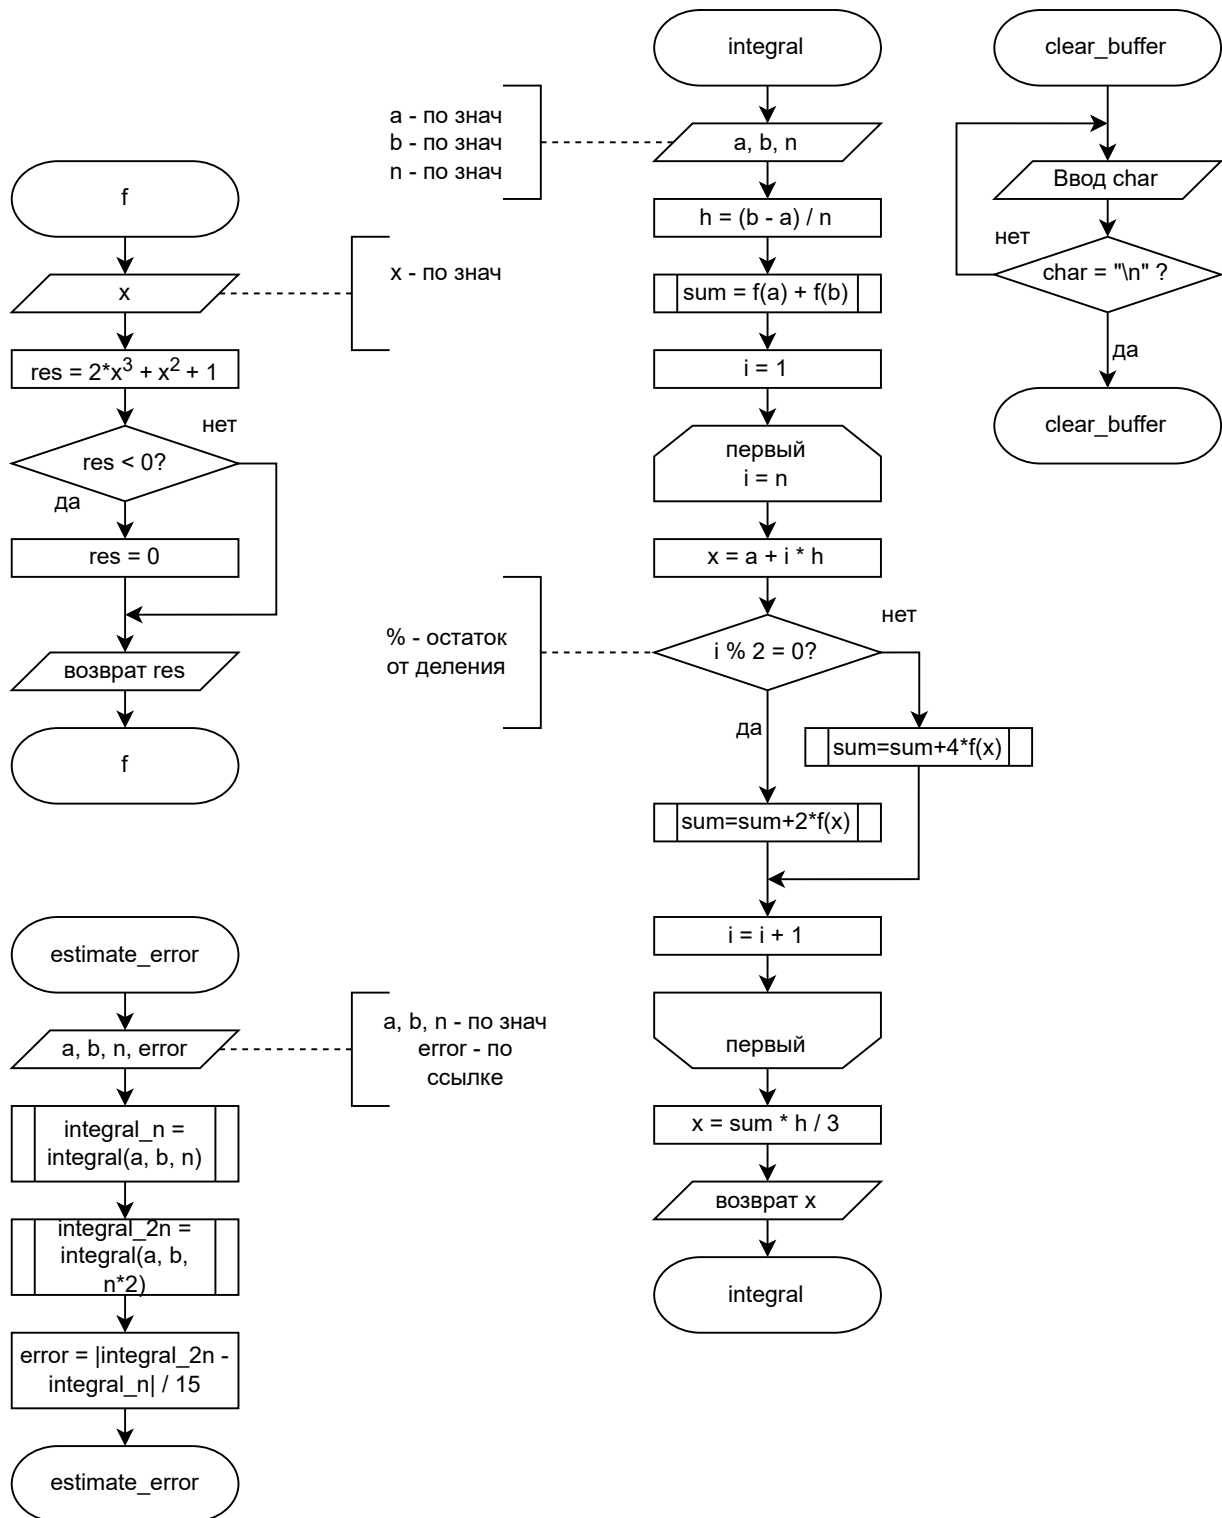 f
x
x - по знач
res = 2*x³ + x² + 1
нет
res < 0?
да
res = 0
возврат res
f
estimate_error
a, b, n, error
a, b, n - по знач
error - по
ссылке
integral_n =
integral(a, b, n)
integral_2n =
integral(a, b,
n*2)
error = |integral_2n -
integral_n| / 15
estimate_error
integral
a - по знач
b - по знач
n - по знач
a, b, n
h = (b - a) / n
sum = f(a) + f(b)
i = 1
первый
i = n
x = a + i * h
% - остаток
от деления
нет
i % 2 = 0?
да
sum=sum+4*f(x)
sum=sum+2*f(x)
i = i + 1
первый
x = sum * h / 3
возврат x
integral
clear_buffer
Ввод char
нет
char = "\n" ?
да
clear_buffer